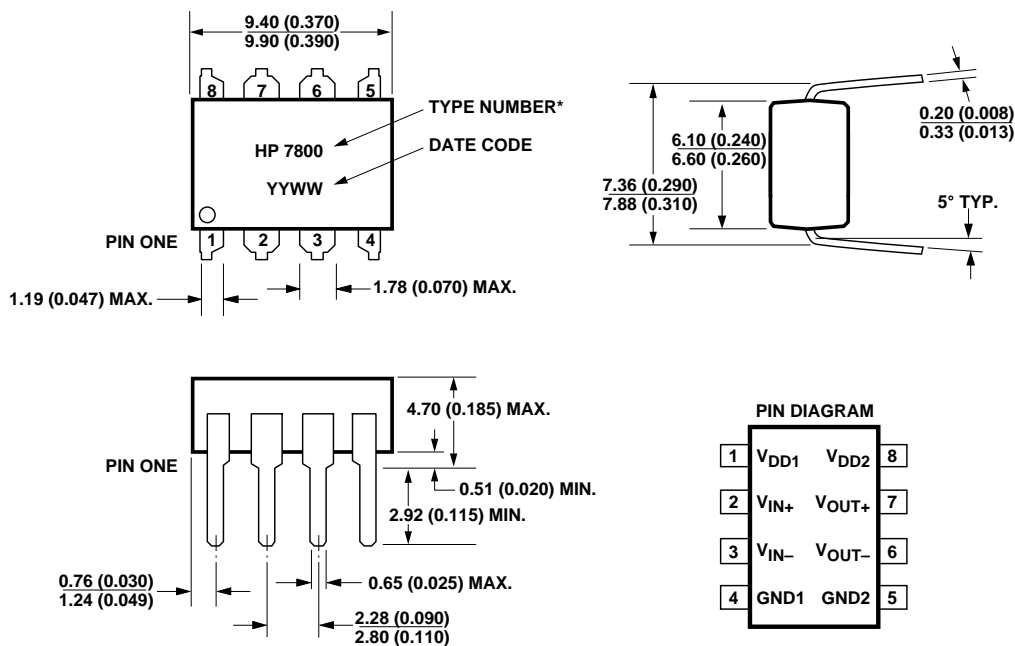 9.40 (0.370)
9.90 (0.390)
8 7 6 5
TYPE NUMBER*
HP 7800
DATE CODE
YYWW
PIN ONE
1 2 3 4
1.19 (0.047) MAX.
1.78 (0.070) MAX.
0.20 (0.008)
0.33 (0.013)
6.10 (0.240)
6.60 (0.260)
7.36 (0.290)
7.88 (0.310)
5° TYP.
4.70 (0.185) MAX.
PIN ONE
0.51 (0.020) MIN.
2.92 (0.115) MIN.
0.76 (0.030)
1.24 (0.049)
0.65 (0.025) MAX.
2.28 (0.090)
2.80 (0.110)
PIN DIAGRAM
1 VDD1 VDD2 8
2 VIN+ VOUT+ 7
3 VIN– VOUT– 6
4 GND1 GND2 5